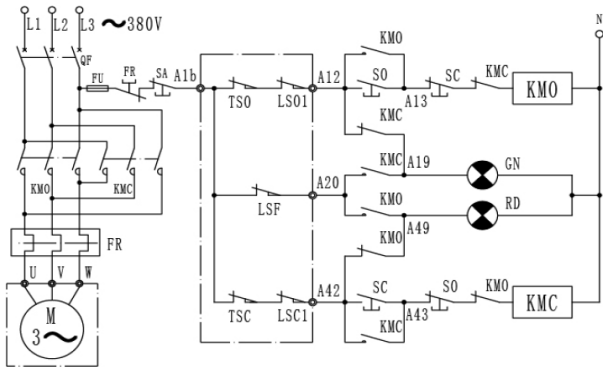 L1 L2 L3 ~380V
N
QF
FU
FR
SA
A1b
TSO
LSO1
A12
KMO
SO
A13
SC
KMC
KMO
KMC
KMC
A19
GN
KMO KMC
A20
LSF
KMO
RD
A49
KMO
FR
U V W
A42
TSC
LSC1
SC
KMC
A43
SO
KMO
KMC
M
3 ~